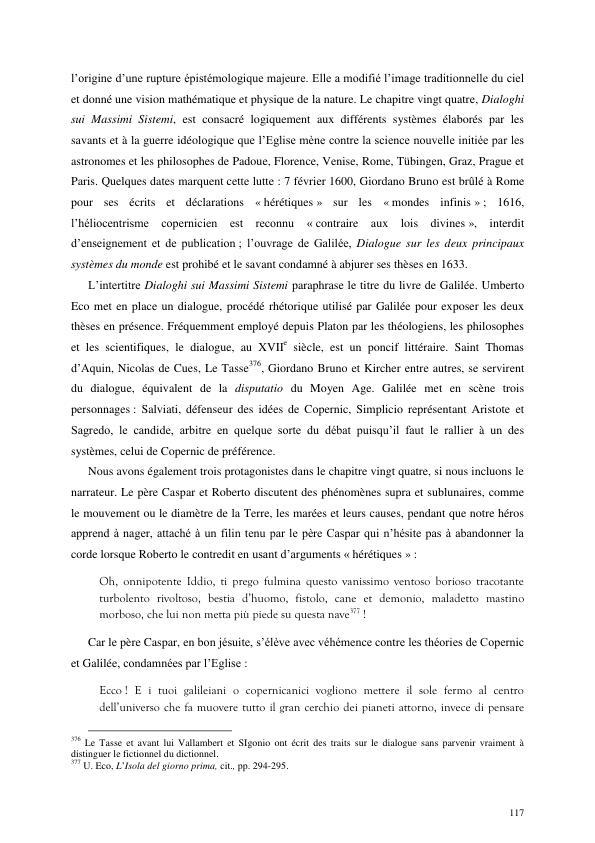 l’origine d’une rupture épistémologique majeure. Elle a modifié l’image traditionnelle du ciel
et donné une vision mathématique et physique de la nature. Le chapitre vingt quatre, Dialoghi
sui Massimi Sistemi, est consacré logiquement aux différents systèmes élaborés par les
savants et à la guerre idéologique que l’Eglise mène contre la science nouvelle initiée par les
astronomes et les philosophes de Padoue, Florence, Venise, Rome, Tübingen, Graz, Prague et
Paris. Quelques dates marquent cette lutte : 7 février 1600, Giordano Bruno est brûlé à Rome
pour ses écrits et déclarations « hérétiques » sur les « mondes infinis » ; 1616,
l’héliocentrisme copernicien est reconnu « contraire aux lois divines », interdit
d’enseignement et de publication ; l’ouvrage de Galilée, Dialogue sur les deux principaux
systèmes du monde est prohibé et le savant condamné à abjurer ses thèses en 1633.
L’intertitre Dialoghi sui Massimi Sistemi paraphrase le titre du livre de Galilée. Umberto
Eco met en place un dialogue, procédé rhétorique utilisé par Galilée pour exposer les deux
thèses en présence. Fréquemment employé depuis Platon par les théologiens, les philosophes
et les scientifiques, le dialogue, au XVIIe siècle, est un poncif littéraire. Saint Thomas
d’Aquin, Nicolas de Cues, Le Tasse376, Giordano Bruno et Kircher entre autres, se servirent
du dialogue, équivalent de la disputatio du Moyen Age. Galilée met en scène trois
personnages : Salviati, défenseur des idées de Copernic, Simplicio représentant Aristote et
Sagredo, le candide, arbitre en quelque sorte du débat puisqu’il faut le rallier à un des
systèmes, celui de Copernic de préférence.
Nous avons également trois protagonistes dans le chapitre vingt quatre, si nous incluons le
narrateur. Le père Caspar et Roberto discutent des phénomènes supra et sublunaires, comme
le mouvement ou le diamètre de la Terre, les marées et leurs causes, pendant que notre héros
apprend à nager, attaché à un filin tenu par le père Caspar qui n’hésite pas à abandonner la
corde lorsque Roberto le contredit en usant d’arguments « hérétiques » :
Oh, onnipotente Iddio, ti prego fulmina questo vanissimo ventoso borioso tracotante
turbolento rivoltoso, bestia d’huomo, fistolo, cane et demonio, maladetto mastino
morboso, che lui non metta più piede su questa nave377 !
Car le père Caspar, en bon jésuite, s’élève avec véhémence contre les théories de Copernic
et Galilée, condamnées par l’Eglise :
Ecco ! E i tuoi galileiani o copernicanici vogliono mettere il sole fermo al centro
dell’universo che fa muovere tutto il gran cerchio dei pianeti attorno, invece di pensare
376 Le Tasse et avant lui Vallambert et SIgonio ont écrit des traits sur le dialogue sans parvenir vraiment à
distinguer le fictionnel du dictionnel.
377 U. Eco, L’Isola del giorno prima, cit., pp. 294-295.
117